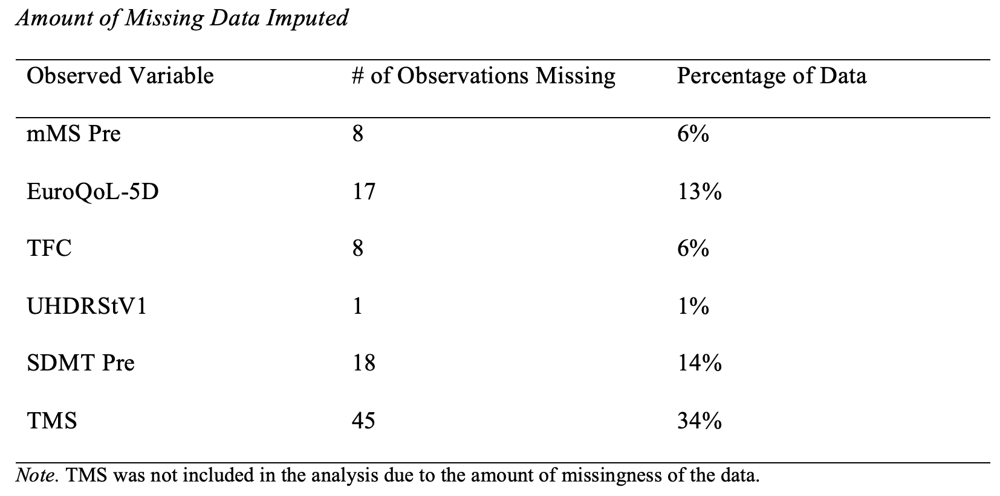 Amount of Missing Data Imputed
Observed Variable # of Observations Missing Percentage of Data
mMS Pre 8 6%
EuroQoL-5D 17 13%
TFC 8 6%
UHDRStV1 1 1%
SDMT Pre 18 14%
TMS 45 34%
Note. TMS was not included in the analysis due to the amount of missingness of the data.